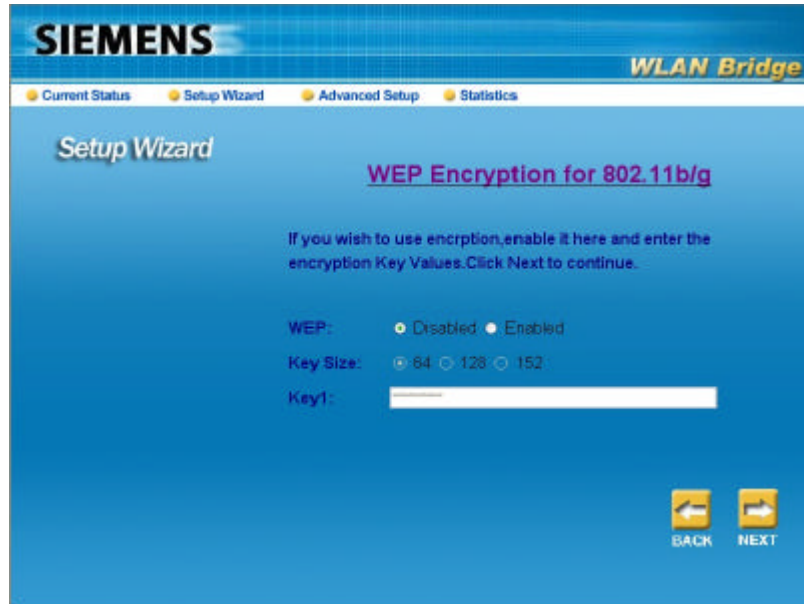 SIEMENS
WLAN Bridge
Current Status Setup Wizard Advanced Setup Statistics
Setup Wizard
WEP Encryption for 802.11b/g
If you wish to use encrption,enable it here and enter the
encryption Key Values.Click Next to continue.
WEP: Disabled Enabled
Key Size: 64 128 152
Key1:
BACK NEXT